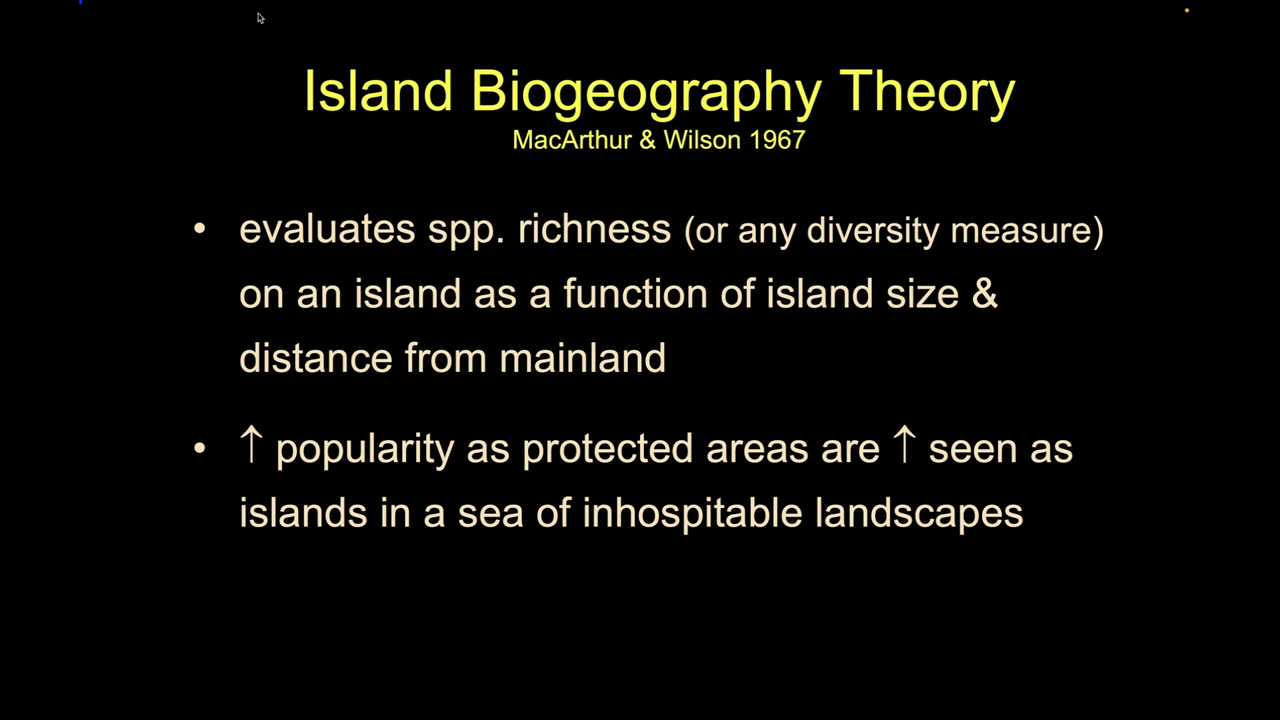 Island Biogeography Theory
MacArthur & Wilson 1967
• evaluates spp. richness (or any diversity measure)
on an island as a function of island size &
distance from mainland
• ↑ popularity as protected areas are ↑ seen as
islands in a sea of inhospitable landscapes